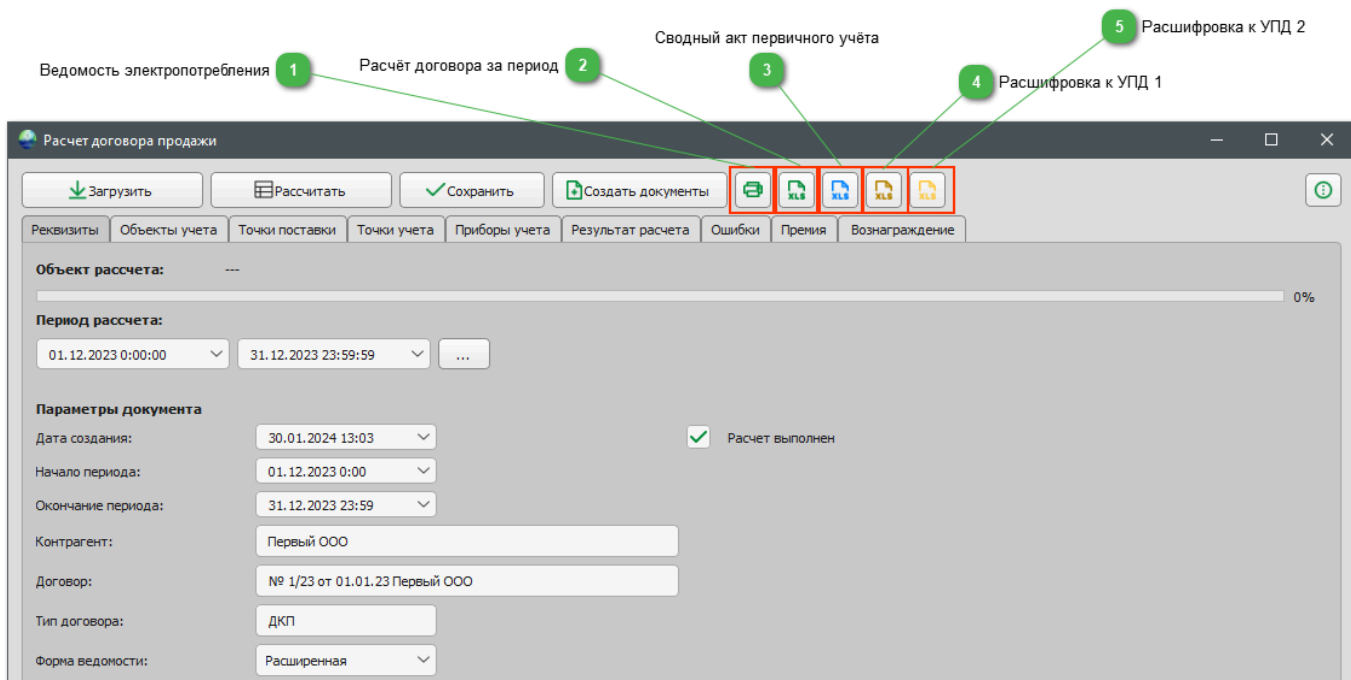 5 Расшифровка к УПД 2
Сводный акт первичного учёта
Ведомость электропотребления 1
Расчёт договора за период 2
3
4 Расшифровка к УПД 1
Расчет договора продажи
Загрузить Рассчитать Сохранить Создать документы XLS XLS XLS XLS
Реквизиты Объекты учета Точки поставки Точки учета Приборы учета Результат расчета Ошибки Премия Вознаграждение
Объект рассчета: ---
0%
Период рассчета:
01.12.2023 0:00:00 31.12.2023 23:59:59 ...
Параметры документа
Дата создания: 30.01.2024 13:03 Расчет выполнен
Начало периода: 01.12.2023 0:00
Окончание периода: 31.12.2023 23:59
Контрагент: Первый ООО
Договор: № 1/23 от 01.01.23 Первый ООО
Тип договора: ДКП
Форма ведомости: Расширенная